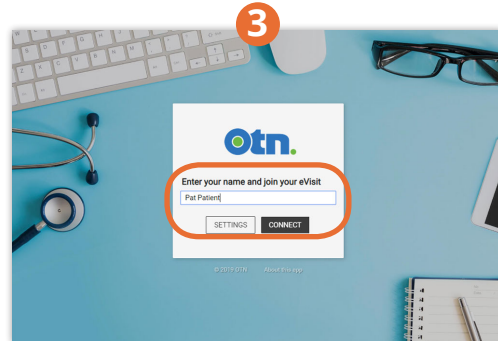 3
Otn.
Enter your name and join your eVisit
Pat Patient
SETTINGS CONNECT
© 2019 OTN About this app